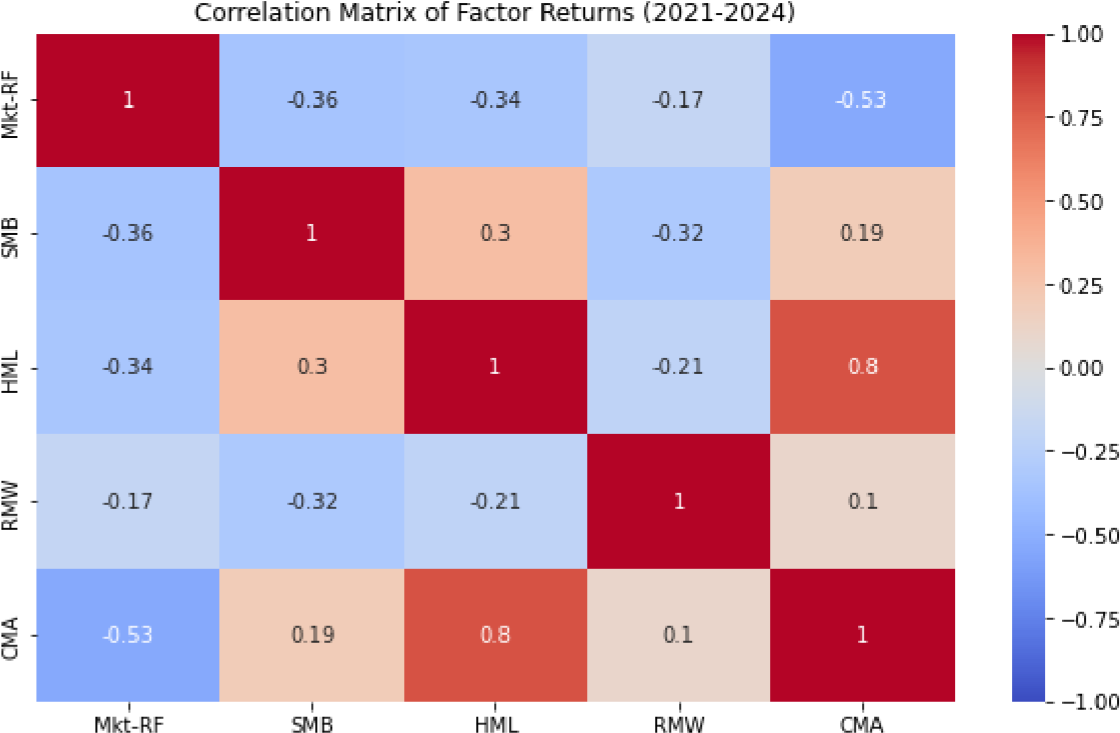 Correlation Matrix of Factor Returns (2021-2024)
Mkt-RF 1 -0.36 -0.34 -0.17 -0.53
SMB -0.36 1 0.3 -0.32 0.19
HML -0.34 0.3 1 -0.21 0.8
RMW -0.17 -0.32 -0.21 1 0.1
CMA -0.53 0.19 0.8 0.1 1
Mkt-RF SMB HML RMW CMA
1.00
0.75
0.50
0.25
0.00
−0.25
−0.50
−0.75
−1.00